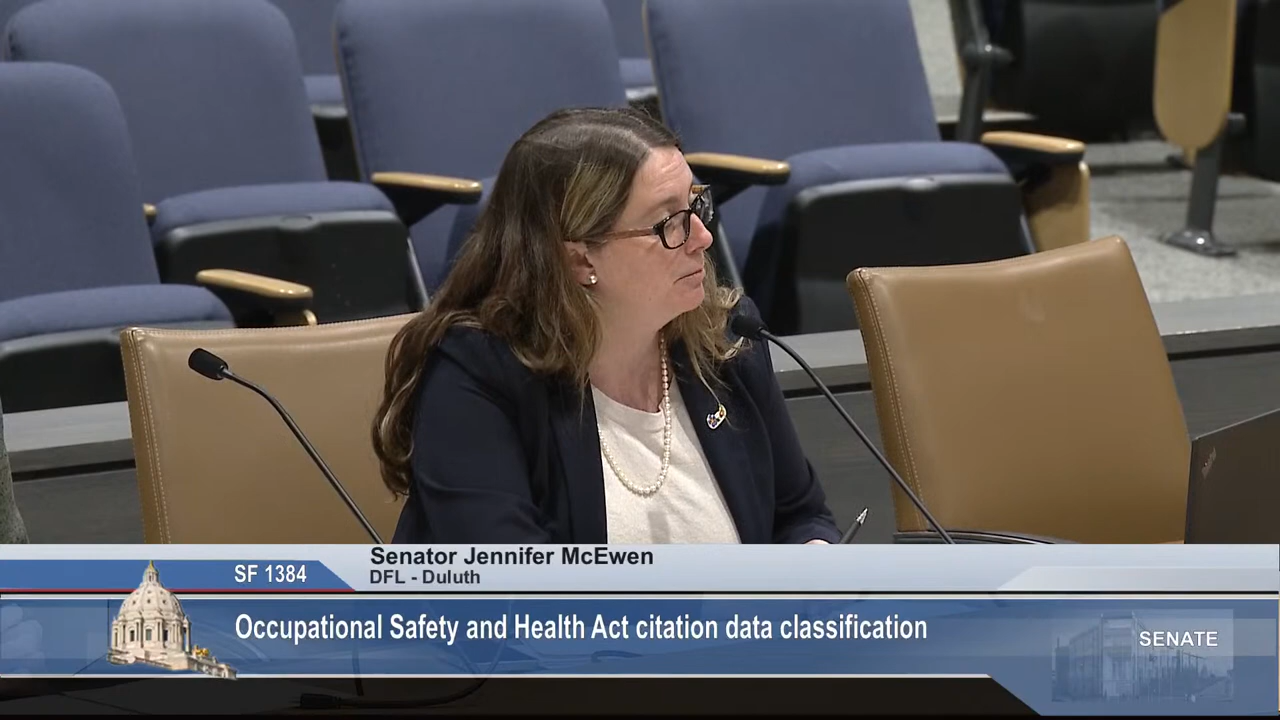 Senator Jennifer McEwen
SF 1384
DFL - Duluth
Occupational Safety and Health Act citation data classification
SENATE